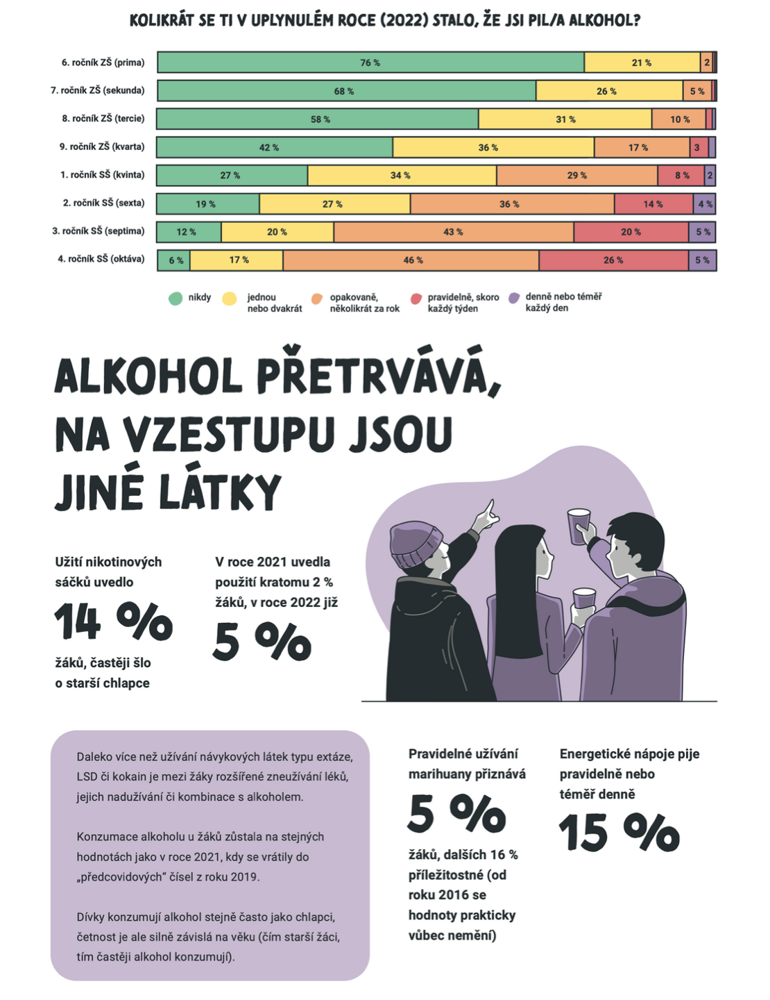 KOLIKRÁT SE TI V UPLYNULÉM ROCE (2022) STALO, ŽE JSI PIL/A ALKOHOL?
6. ročník ZŠ (prima) 76 % 21 % 2
7. ročník ZŠ (sekunda) 68 % 26 % 5 %
8. ročník ZŠ (tercie) 58 % 31 % 10 %
9. ročník ZŠ (kvarta) 42 % 36 % 17 % 3
1. ročník SŠ (kvinta) 27 % 34 % 29 % 8 % 2
2. ročník SŠ (sexta) 19 % 27 % 36 % 14 % 4 %
3. ročník SŠ (septima) 12 % 20 % 43 % 20 % 5 %
4. ročník SŠ (oktáva) 6 % 17 % 46 % 26 % 5 %
nikdy
jednou
nebo dvakrát
opakovaně,
několikrát za rok
pravidelně, skoro
každý týden
denně nebo téměř
každý den
ALKOHOL PŘETRVÁVÁ,
NA VZESTUPU JSOU
JINÉ LÁTKY
Užití nikotinových
sáčků uvedlo
14 %
žáků, častěji šlo
o starší chlapce
V roce 2021 uvedla
použití kratomu 2 %
žáků, v roce 2022 již
5 %
Daleko více než užívání návykových látek typu extáze,
LSD či kokain je mezi žáky rozšířené zneužívání léků,
jejich nadužívání či kombinace s alkoholem.
Konzumace alkoholu u žáků zůstala na stejných
hodnotách jako v roce 2021, kdy se vrátily do
„předcovidových“ čísel z roku 2019.
Dívky konzumují alkohol stejně často jako chlapci,
četnost je ale silně závislá na věku (čím starší žáci,
tím častěji alkohol konzumují).
Pravidelné užívání
marihuany přiznává
5 %
žáků, dalších 16 %
příležitostné (od
roku 2016 se
hodnoty prakticky
vůbec nemění)
Energetické nápoje pije
pravidelně nebo
téměř denně
15 %